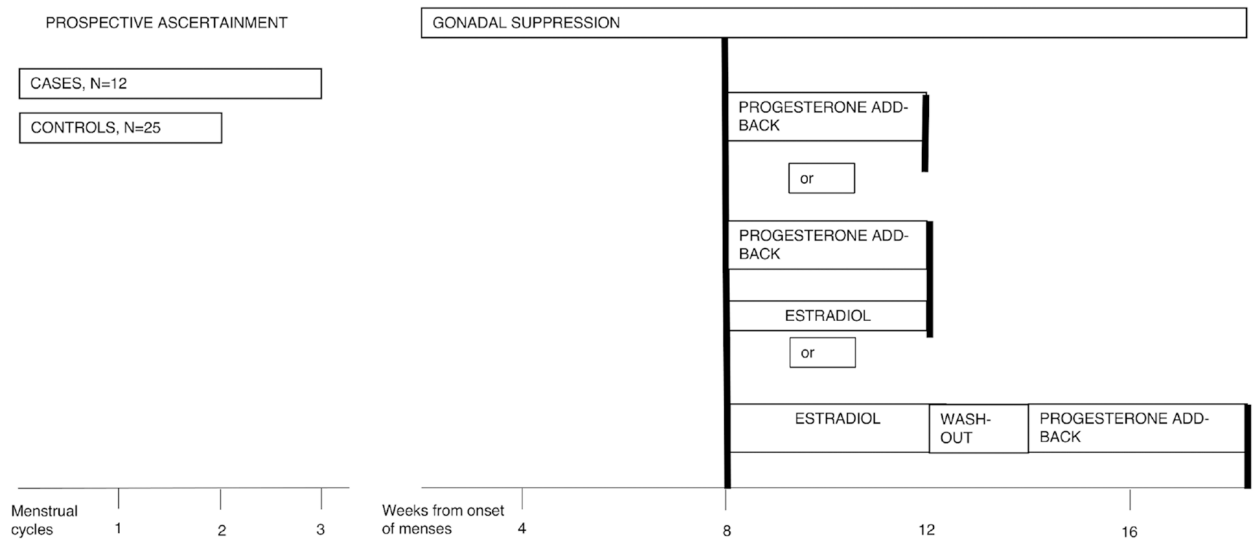 PROSPECTIVE ASCERTAINMENT
GONADAL SUPPRESSION
CASES, N=12
CONTROLS, N=25
PROGESTERONE ADD-
BACK
or
PROGESTERONE ADD-
BACK
ESTRADIOL
or
ESTRADIOL
WASH-
OUT
PROGESTERONE ADD-
BACK
Menstrual
cycles
1
2
3
Weeks from onset
of menses
4
8
12
16